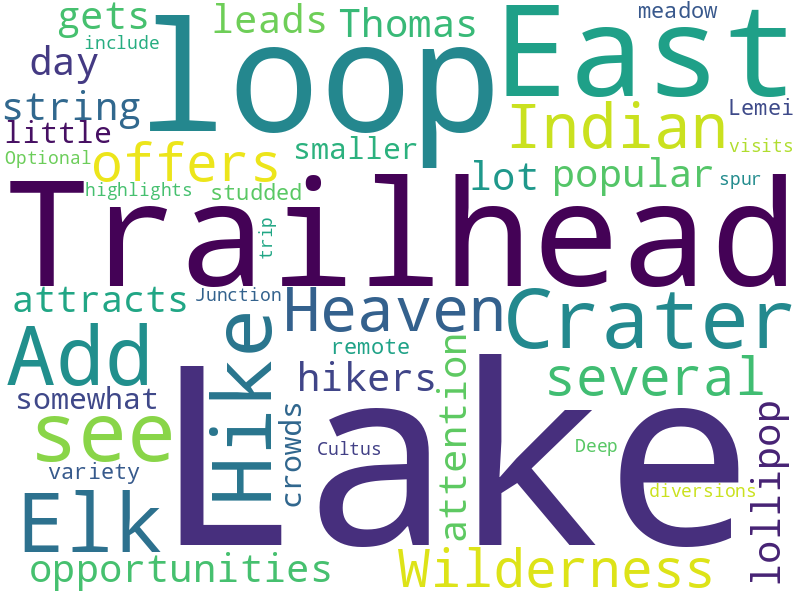 gets
leads
Thomas
meadow
include
loop
East
day
string
Lemei
little
Indian
visits
Optional
offers
smaller
lot
popular
spur
highlights
studded
Trailhead
trip
attracts
Junction
Heaven
Crater
Add
Hike
remote
hikers
attention
several
somewhat
see
crowds
Cultus
Lake
Deep
lollipop
variety
Elk
diversions
opportunities
Wilderness